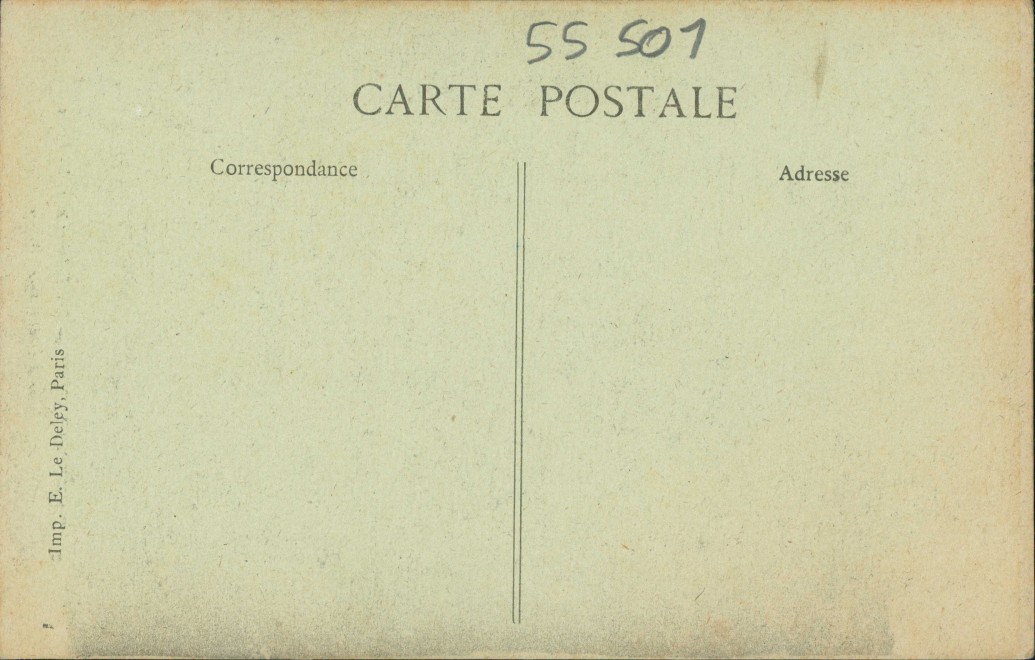 55 501
CARTE POSTALE
Correspondance
Adresse
Imp. E. Le Deley, Paris